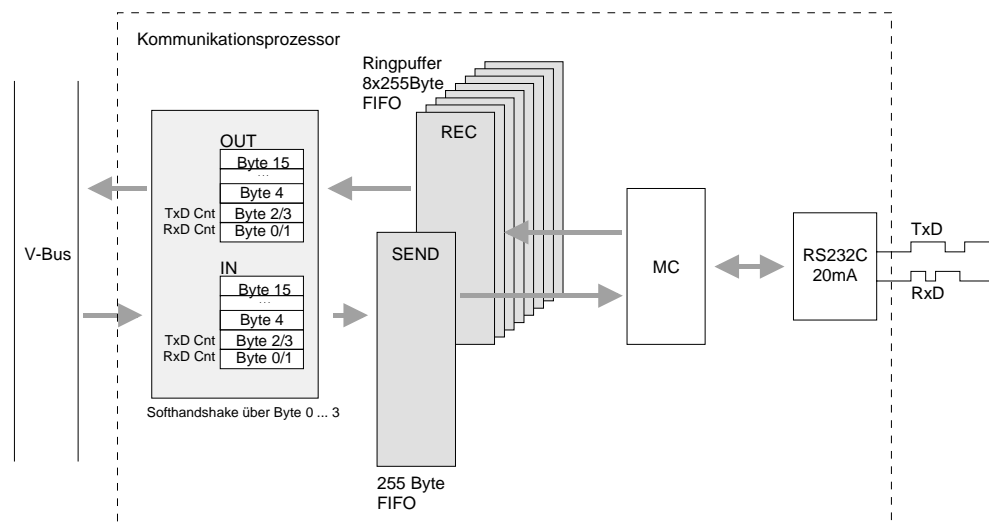 Kommunikationsprozessor
Ringpuffer
8x255Byte
FIFO
REC
OUT
Byte 15
...
Byte 4
TxD Cnt Byte 2/3
RxD Cnt Byte 0/1
V-Bus
IN
Byte 15
...
Byte 4
TxD Cnt Byte 2/3
RxD Cnt Byte 0/1
SEND
MC
RS232C
20mA
TxD
RxD
Softhandshake über Byte 0 ... 3
255 Byte
FIFO